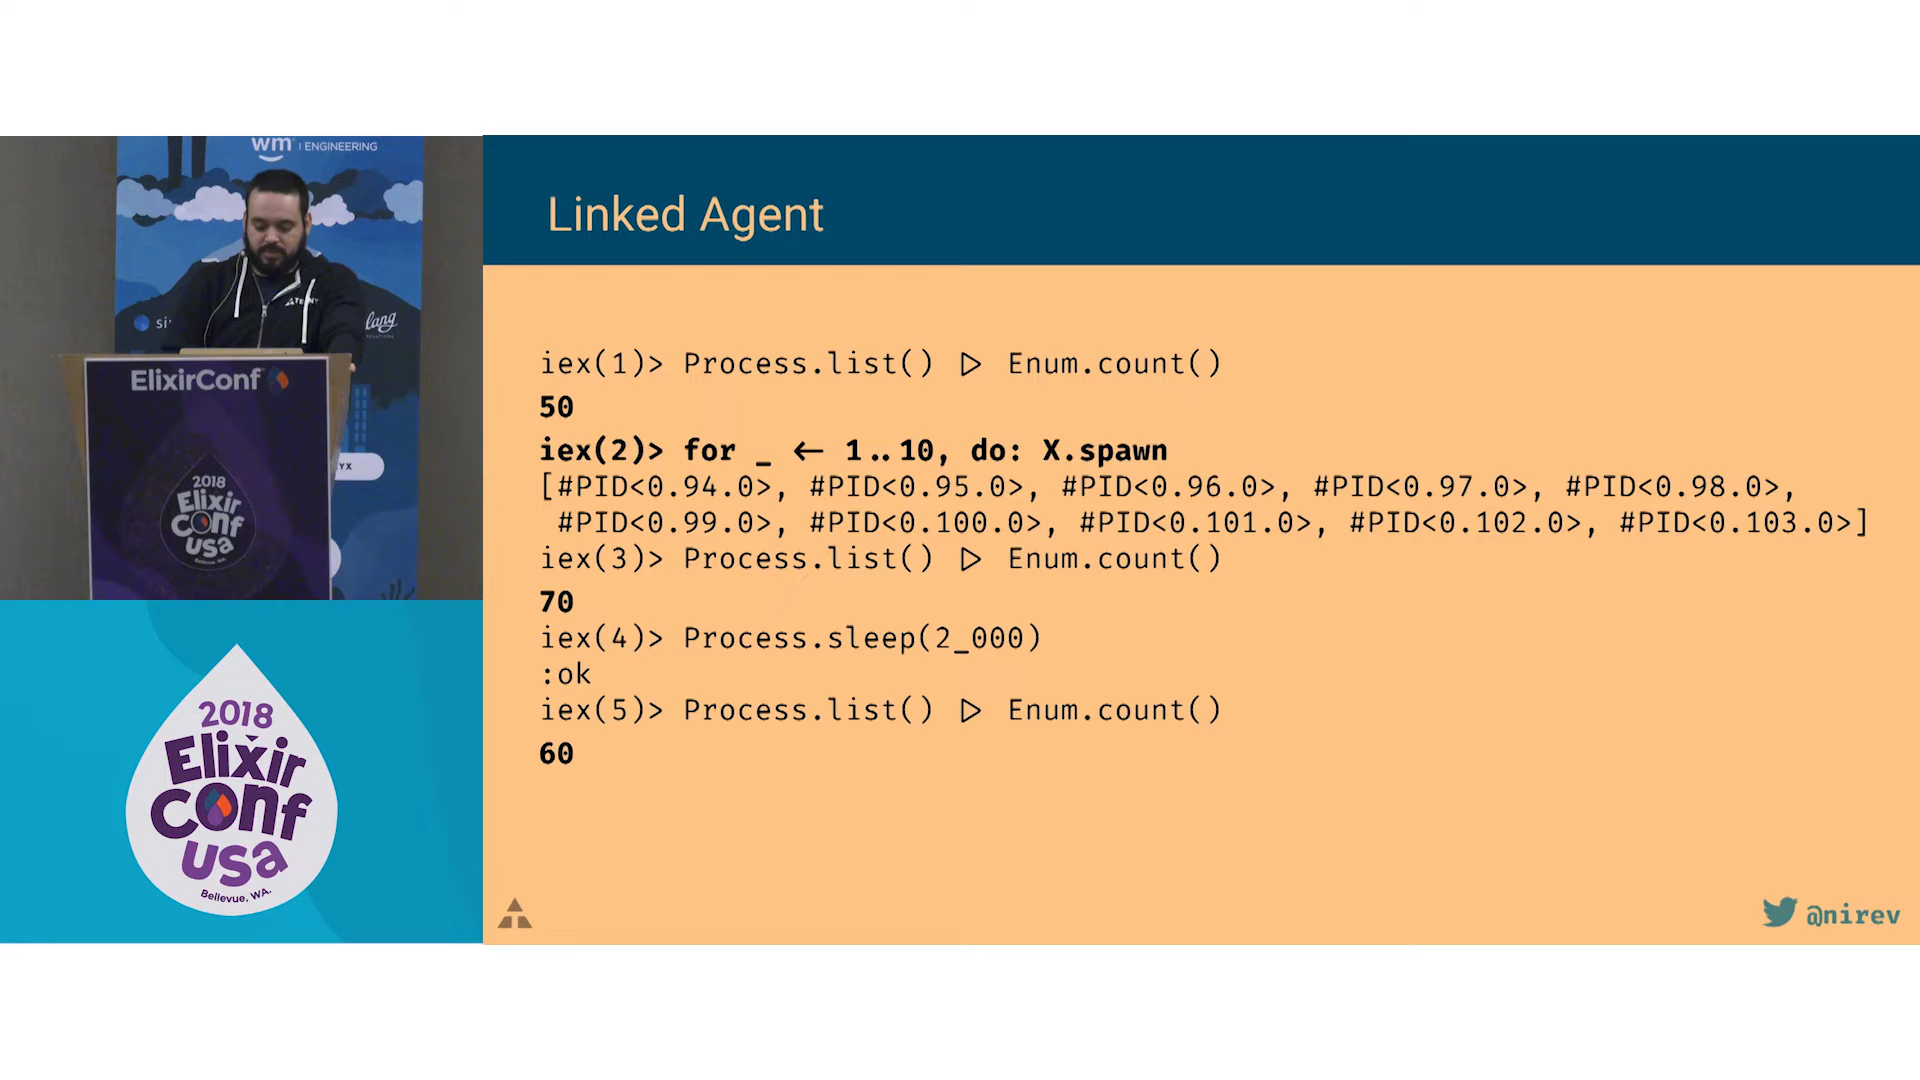 wm | ENGINEERING
lang
ElixirConf
2018
Elixir
Conf
USA
YX
2018
Elixir
Conf
USA
Bellevue, WA.
Linked Agent
iex(1)> Process.list() |> Enum.count()
50
iex(2)> for _ <- 1..10, do: X.spawn
[#PID<0.94.0>, #PID<0.95.0>, #PID<0.96.0>, #PID<0.97.0>, #PID<0.98.0>,
#PID<0.99.0>, #PID<0.100.0>, #PID<0.101.0>, #PID<0.102.0>, #PID<0.103.0>]
iex(3)> Process.list() |> Enum.count()
70
iex(4)> Process.sleep(2_000)
:ok
iex(5)> Process.list() |> Enum.count()
60
@nirev